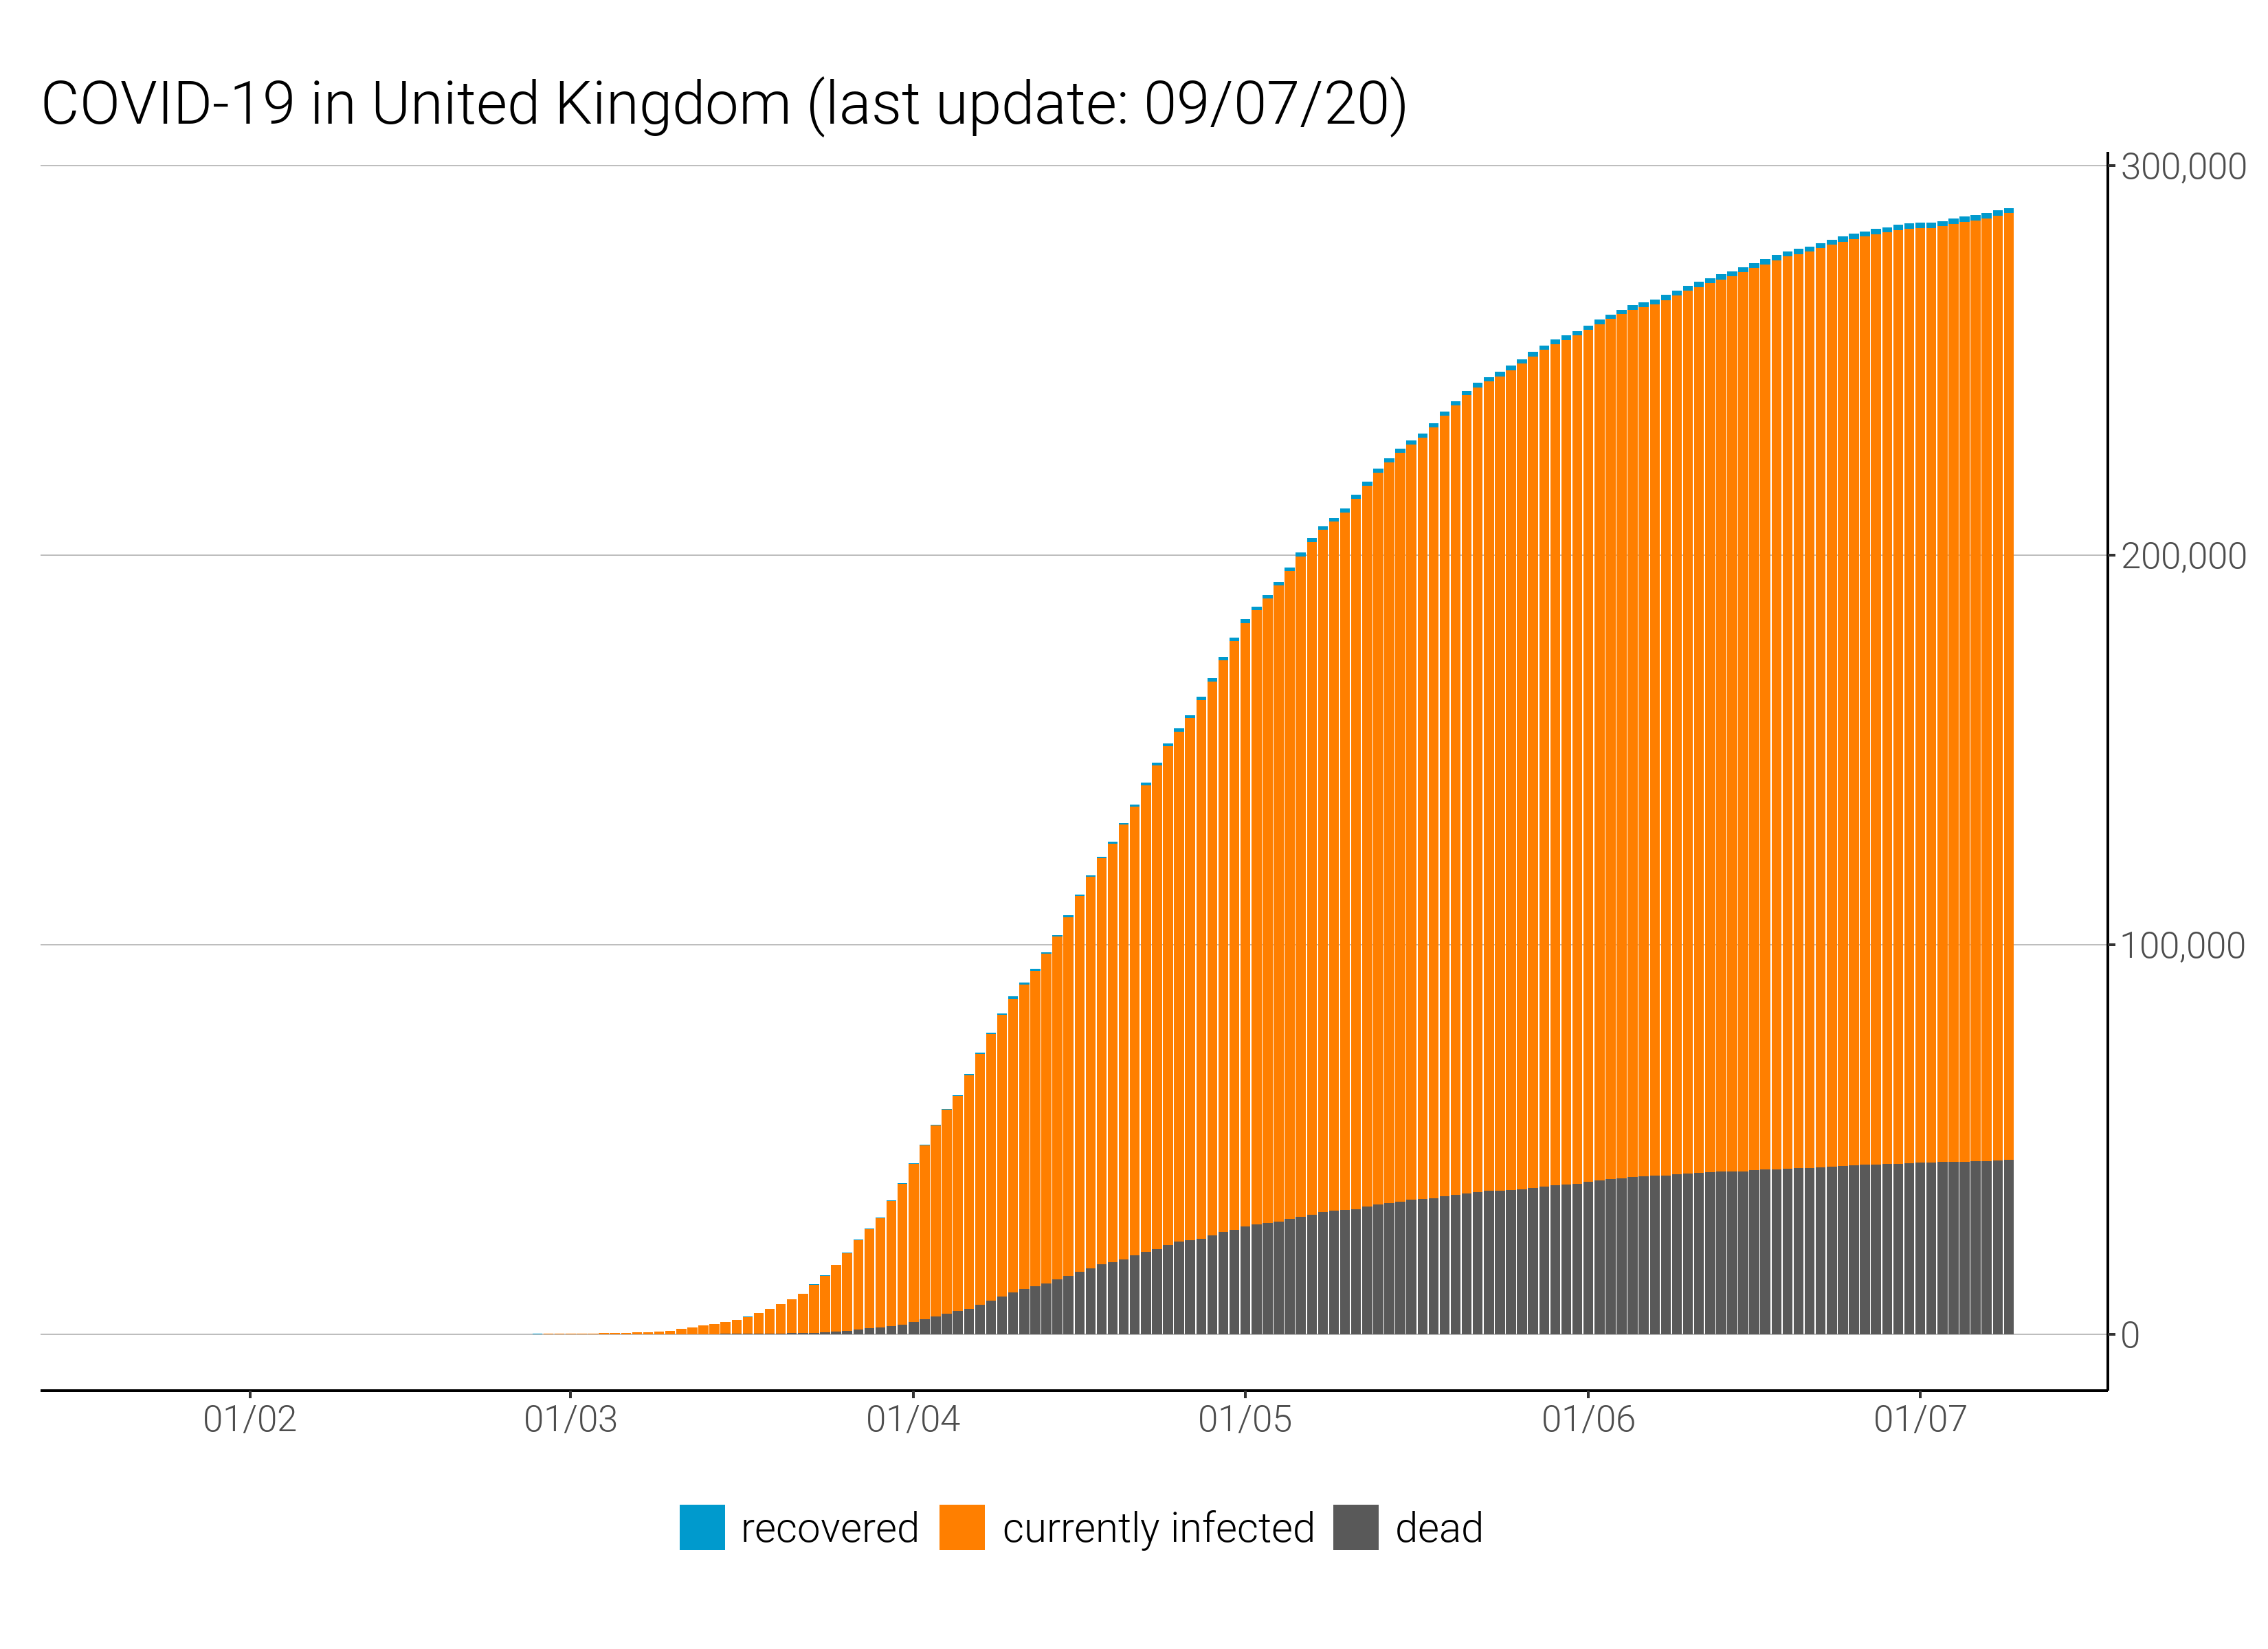 COVID-19 in United Kingdom (last update: 09/07/20)
300,000
200,000
100,000
0
01/02 01/03 01/04 01/05 01/06 01/07
recovered currently infected dead